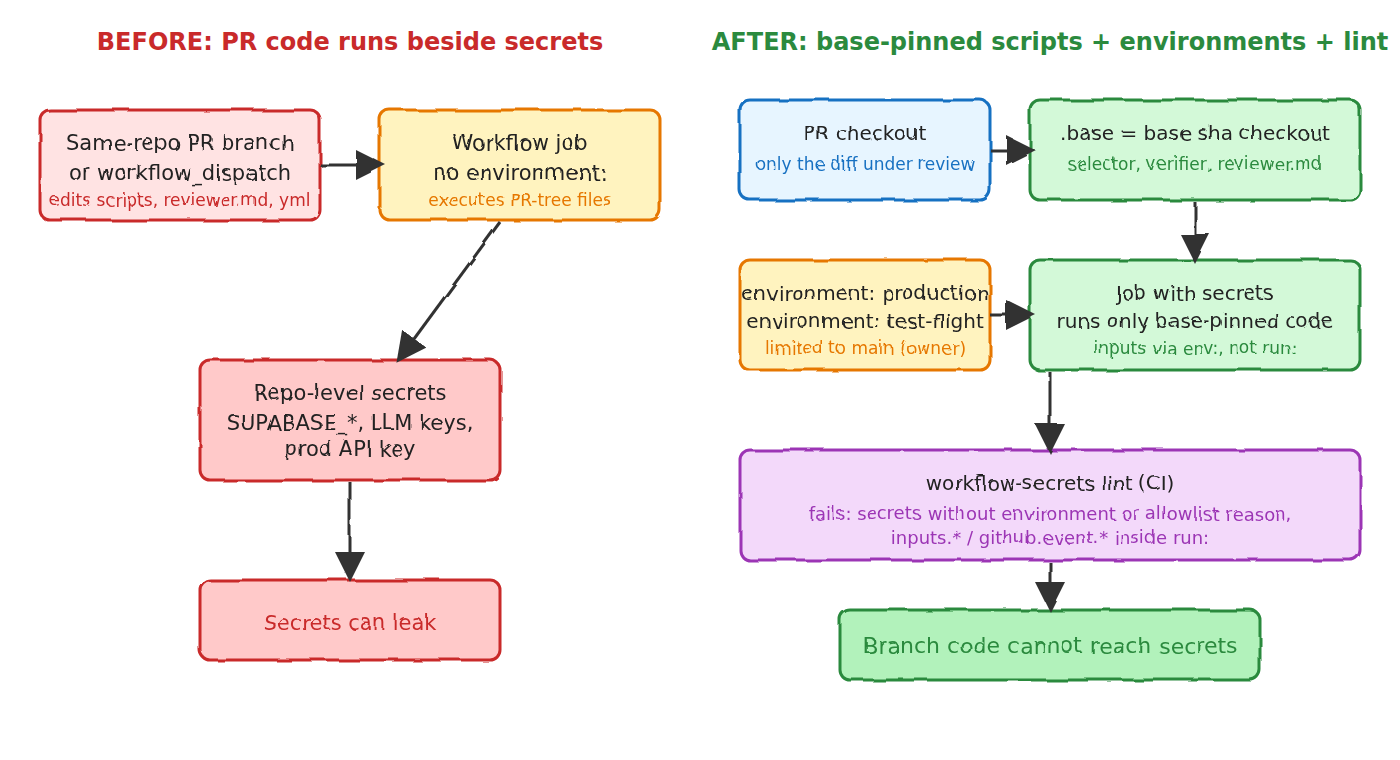 BEFORE: PR code runs beside secrets
Same-repo PR branch
or workflow_dispatch
edits scripts, reviewer.md, yml
Workflow job
no environment:
executes PR-tree files
Repo-level secrets
SUPABASE_*, LLM keys,
prod API key
Secrets can leak
AFTER: base-pinned scripts + environments + lint
PR checkout
only the diff under review
.base = base sha checkout
selector, verifier, reviewer.md
environment: production
environment: test-flight
limited to main (owner)
Job with secrets
runs only base-pinned code
inputs via env:, not run:
workflow-secrets lint (CI)
fails: secrets without environment or allowlist reason,
inputs.* / github.event.* inside run:
Branch code cannot reach secrets